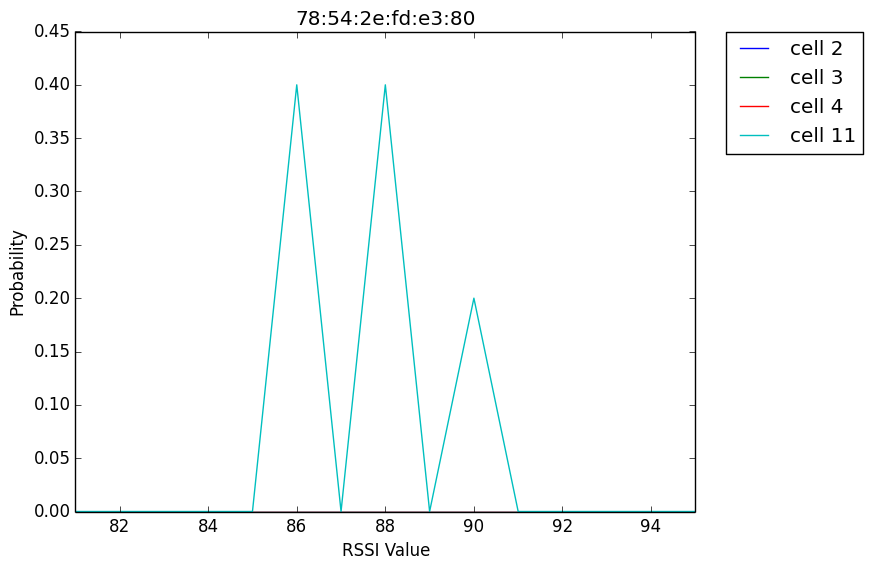 78:54:2e:fd:e3:80
cell 2
cell 3
cell 4
cell 11
0.45
0.40
0.35
0.30
0.25
0.20
0.15
0.10
0.05
0.00
Probability
82 84 86 88 90 92 94
RSSI Value